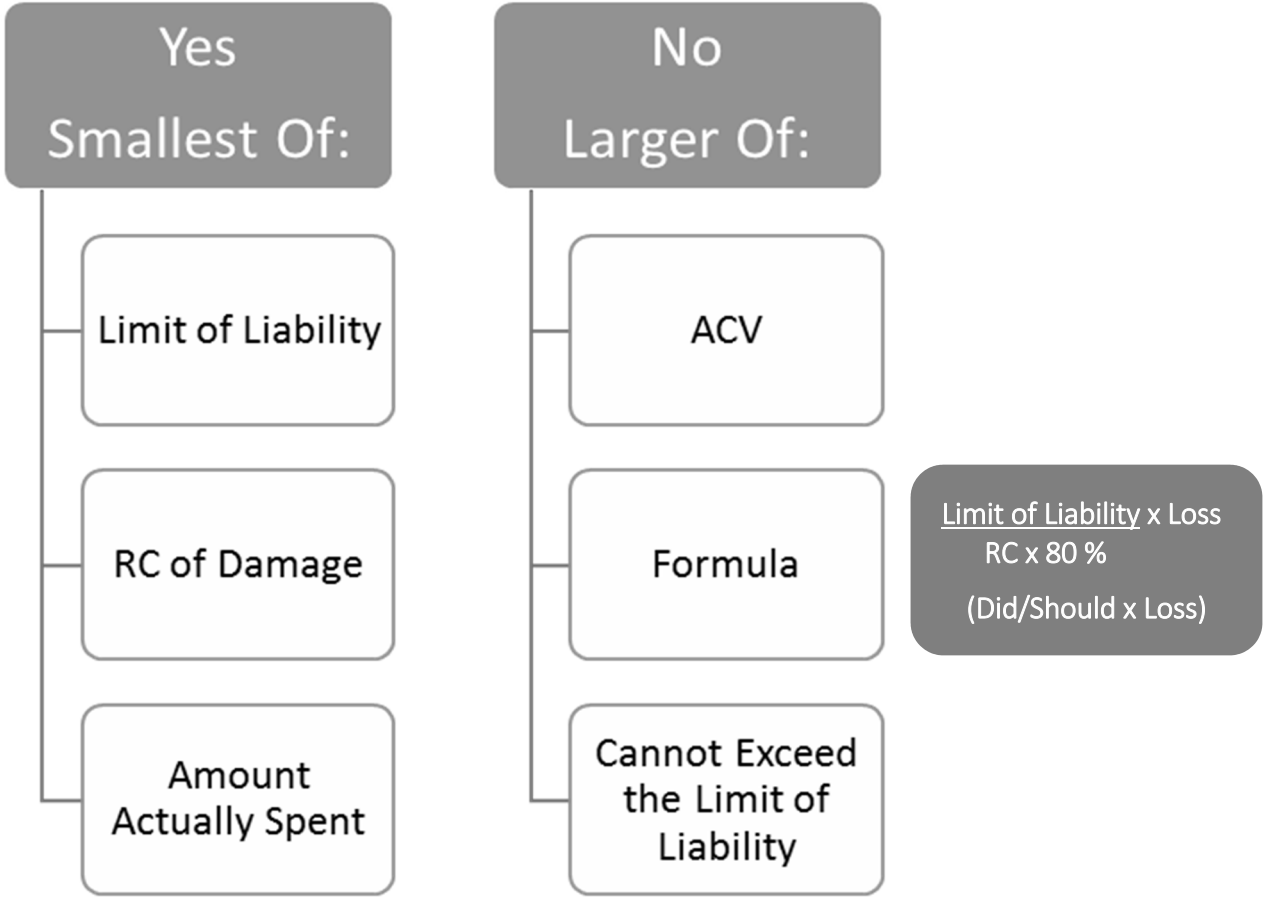 Yes
Smallest Of:
Limit of Liability
RC of Damage
Amount
Actually Spent
No
Larger Of:
ACV
Formula
Cannot Exceed
the Limit of
Liability
Limit of Liability x Loss
RC x 80 %
(Did/Should x Loss)